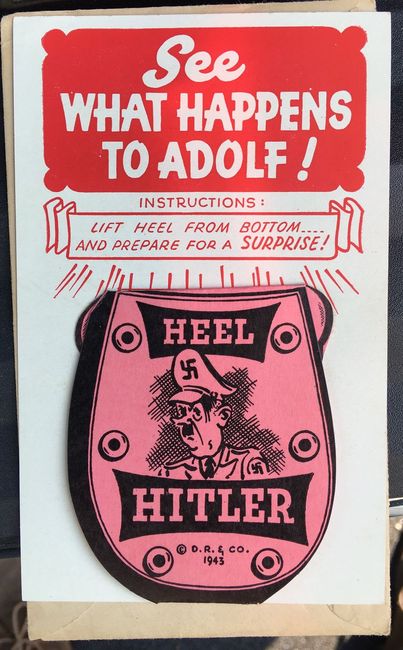 See
WHAT HAPPENS
TO ADOLF!
INSTRUCTIONS:
LIFT HEEL FROM BOTTOM....
AND PREPARE FOR A SURPRISE!
HEEL
HITLER
© D.R. & CO.
1943